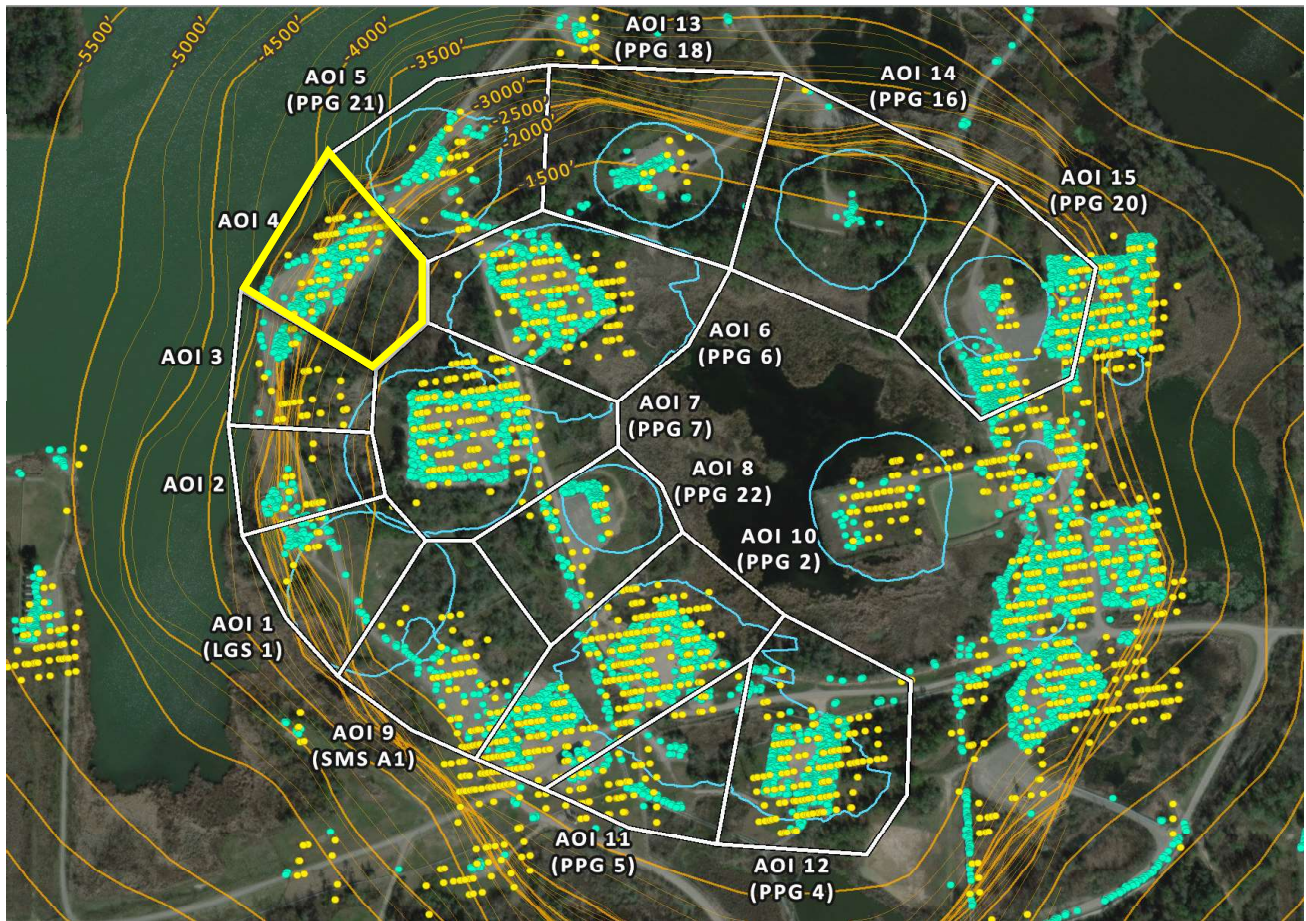 -5500'
-5000'
-4500'
-4000'
-3500'
-3000'
-2500'
-2000'
-1500'
AOI 13
(PPG 18)
AOI 5
(PPG 21)
AOI 14
(PPG 16)
AOI 15
(PPG 20)
AOI 4
AOI 3
AOI 6
(PPG 6)
AOI 7
(PPG 7)
AOI 2
AOI 8
(PPG 22)
AOI 10
(PPG 2)
AOI 1
(LGS 1)
AOI 9
(SMS A1)
AOI 11
(PPG 5)
AOI 12
(PPG 4)